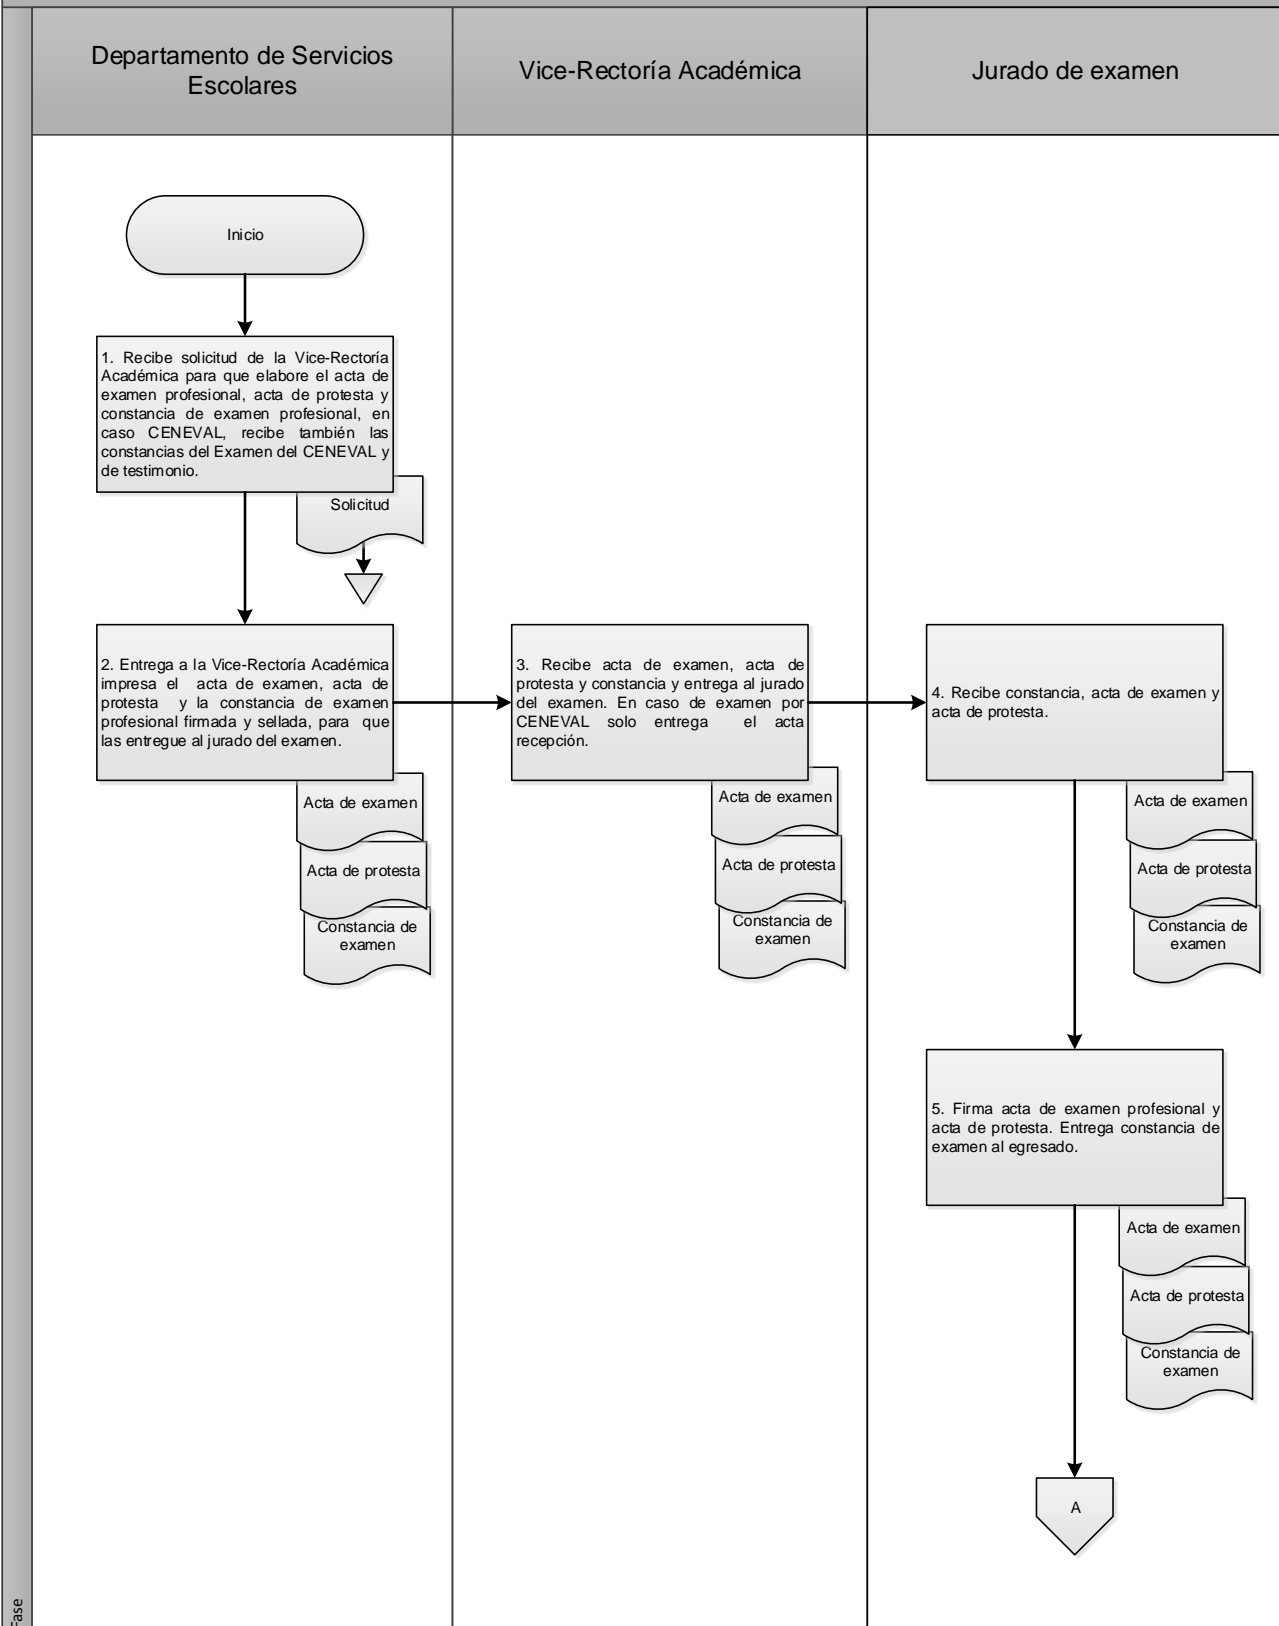 Departamento de Servicios
Escolares
Vice-Rectoría Académica
Jurado de examen
Inicio
1. Recibe solicitud de la Vice-Rectoría
Académica para que elabore el acta de
examen profesional, acta de protesta y
constancia de examen profesional, en
caso CENEVAL, recibe también las
constancias del Examen del CENEVAL y
de testimonio.
Solicitud
2. Entrega a la Vice-Rectoría Académica
impresa el acta de examen, acta de
protesta y la constancia de examen
profesional firmada y sellada, para que
las entregue al jurado del examen.
Acta de examen
Acta de protesta
Constancia de
examen
3. Recibe acta de examen, acta de
protesta y constancia y entrega al jurado
del examen. En caso de examen por
CENEVAL solo entrega el acta
recepción.
Acta de examen
Acta de protesta
Constancia de
examen
4. Recibe constancia, acta de examen y
acta de protesta.
Acta de examen
Acta de protesta
Constancia de
examen
5. Firma acta de examen profesional y
acta de protesta. Entrega constancia de
examen al egresado.
Acta de examen
Acta de protesta
Constancia de
examen
A
Fase